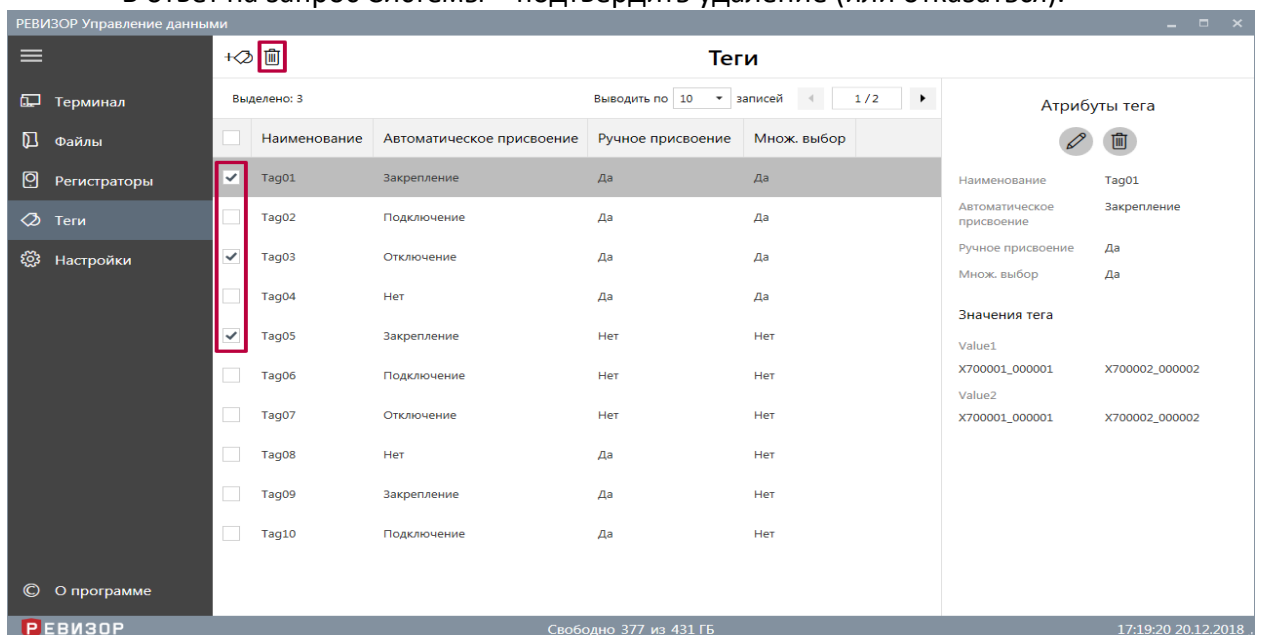 В ответ на запрос Системы – подтвердить удаление (или отказаться).
РЕВИЗОР Управление данными
Теги
Терминал
Файлы
Регистраторы
Теги
Настройки
О программе
Выделено: 3 Выводить по 10 записей 1 / 2
Наименование Автоматическое присвоение Ручное присвоение Множ. выбор
Tag01 Закрепление Да Да
Tag02 Подключение Да Да
Tag03 Отключение Да Да
Tag04 Нет Да Да
Tag05 Закрепление Нет Нет
Tag06 Подключение Нет Нет
Tag07 Отключение Нет Нет
Tag08 Нет Да Нет
Tag09 Закрепление Да Нет
Tag10 Подключение Да Нет
Атрибуты тега
Наименование Tag01
Автоматическое Закрепление
присвоение
Ручное присвоение Да
Множ. выбор Да
Значения тега
Value1
X700001_000001 X700002_000002
Value2
X700001_000001 X700002_000002
РЕВИЗОР Свободно 377 из 431 ГБ 17:19:20 20.12.2018